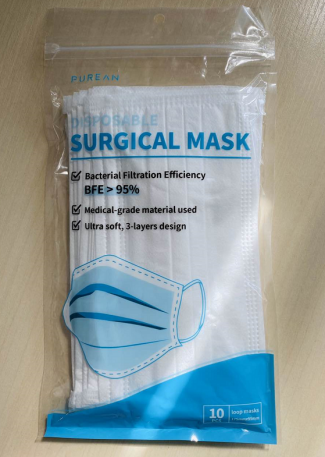 PUREAN
DISPOSABLE
SURGICAL MASK
Bacterial Filtration Efficiency
BFE > 95%
Medical-grade material used
Ultra soft, 3-layers design
10